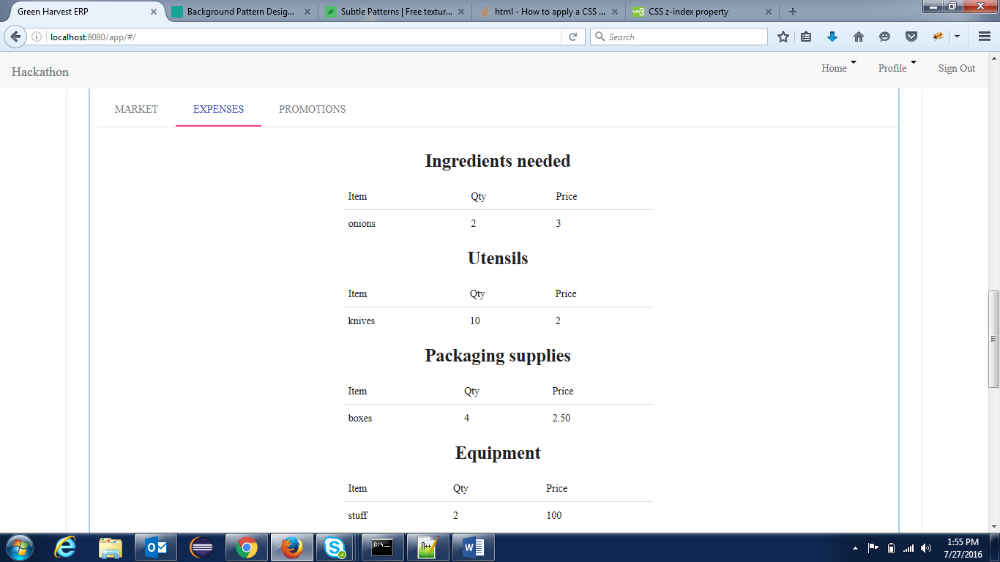 Green Harvest ERP
Background Pattern Desig...
Subtle Patterns | Free textur...
html - How to apply a CSS ...
CSS z-index property
localhost:8080/app/#/
Search
Hackathon
Home
Profile
Sign Out
MARKET EXPENSES PROMOTIONS
Ingredients needed
Item Qty Price
onions 2 3
Utensils
Item Qty Price
knives 10 2
Packaging supplies
Item Qty Price
boxes 4 2.50
Equipment
Item Qty Price
stuff 2 100
1:55 PM
7/27/2016